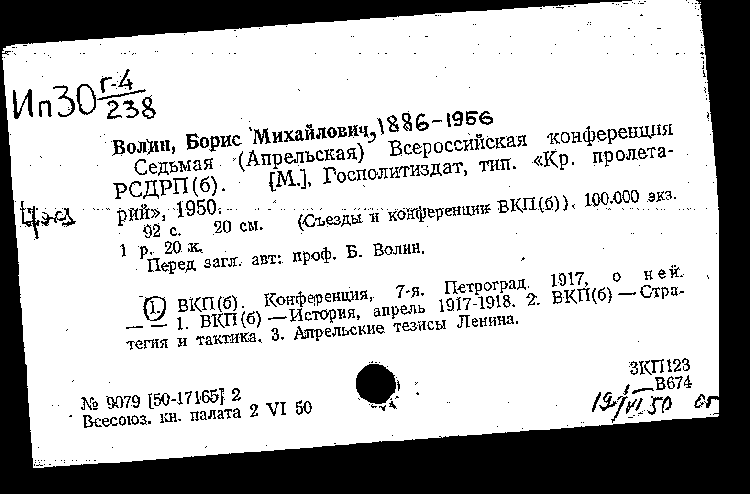 Ип30 г-4/238
Волин, Борис Михайлович, 1886-1956
Седьмая (Апрельская) Всероссийская конференция
РСДРП(б). [М.], Госполитиздат, тип. «Кр. пролета-
рий», 1950.
92 с. 20 см. (Съезды и конференции ВКП(б)). 100.000 экз.
1 р. 20 к.
Перед загл. авт: проф. Б. Волин.
1. ВКП(б). Конференция, 7-я. Петроград. 1917, о ней.
— — 1. ВКП(б) — История, апрель 1917-1918. 2. ВКП(б) — Стра-
тегия и тактика. 3. Апрельские тезисы Ленина.
№ 9079 [50-17165] 2
Всесоюз. кн. палата 2 VI 50
ЗКП123
В674
19/VI 50